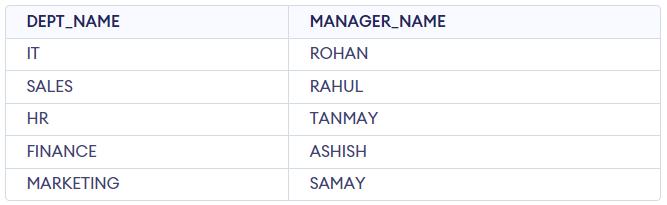 DEPT_NAME MANAGER_NAME
IT ROHAN
SALES RAHUL
HR TANMAY
FINANCE ASHISH
MARKETING SAMAY